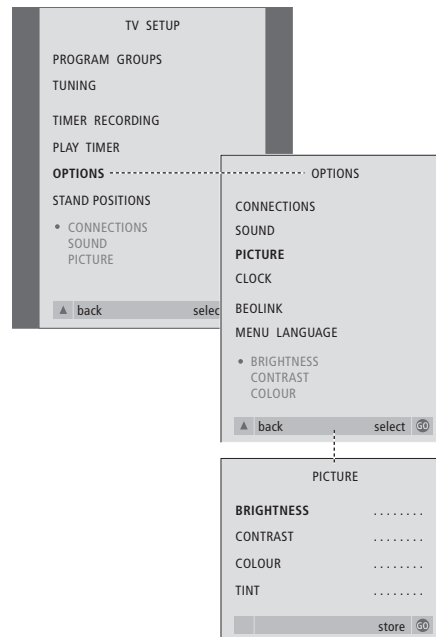 TV SETUP
PROGRAM GROUPS
TUNING
TIMER RECORDING
PLAY TIMER
OPTIONS
STAND POSITIONS
• CONNECTIONS
SOUND
PICTURE
▲ back selec
OPTIONS
CONNECTIONS
SOUND
PICTURE
CLOCK
BEOLINK
MENU LANGUAGE
• BRIGHTNESS
CONTRAST
COLOUR
▲ back select GO
PICTURE
BRIGHTNESS ........
CONTRAST ........
COLOUR ........
TINT ........
store GO